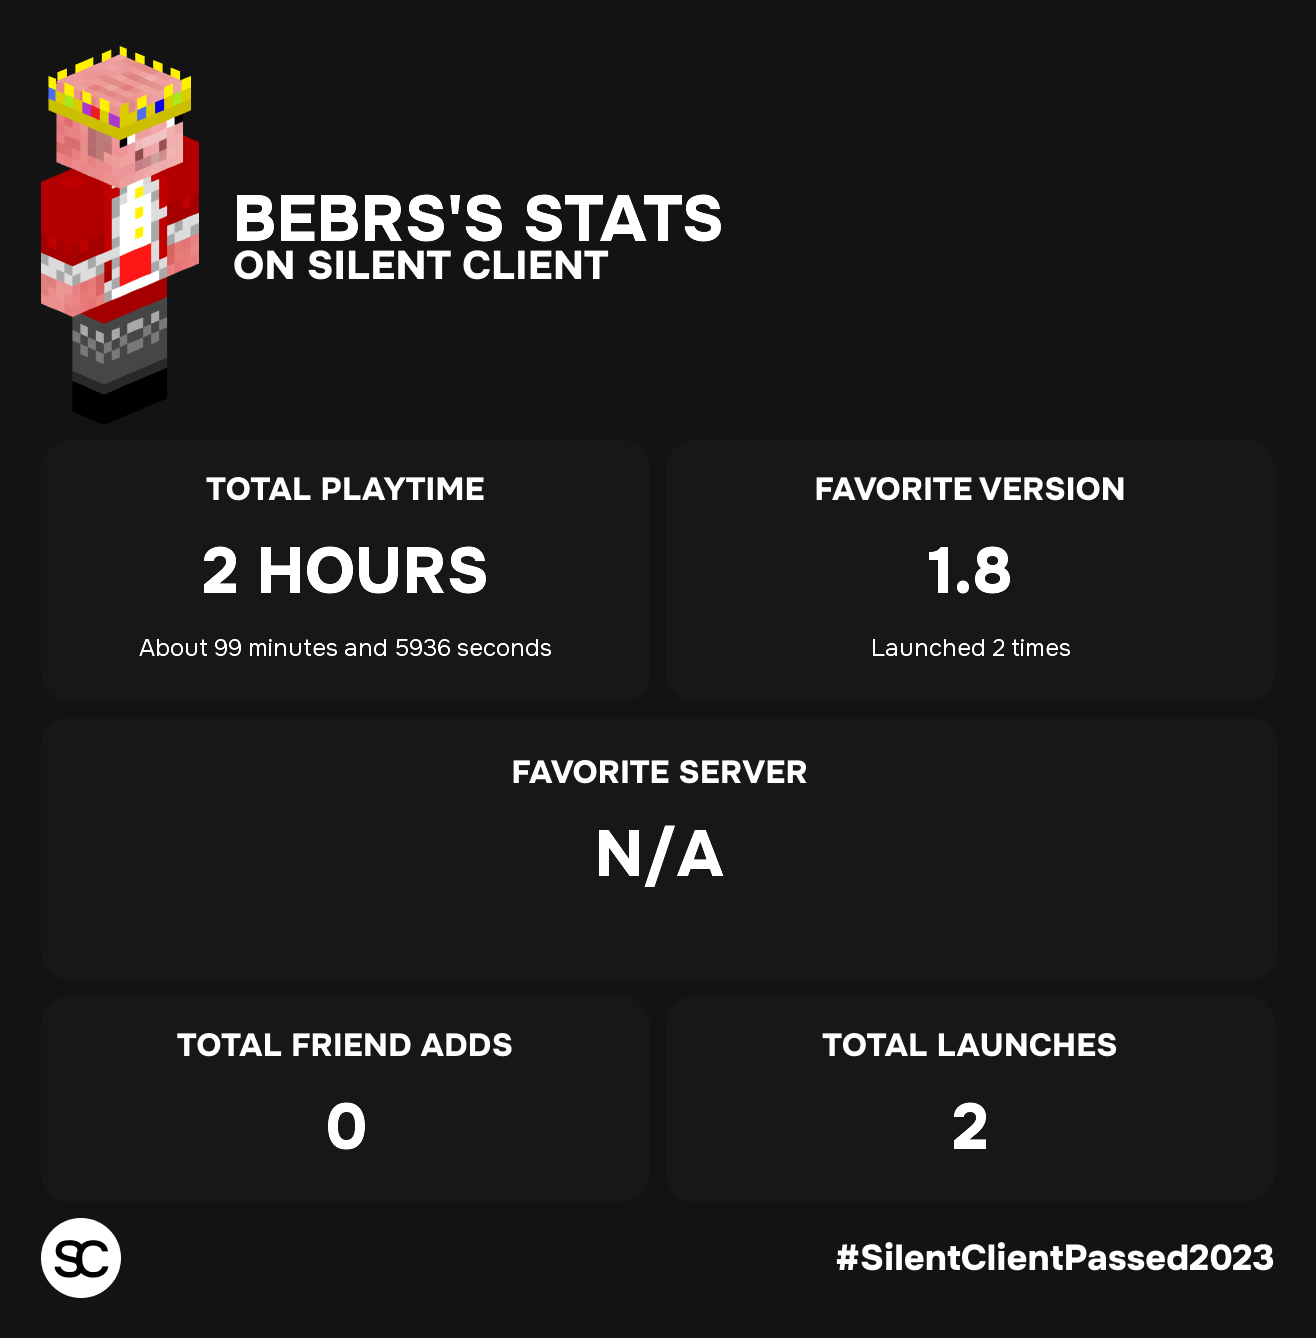 BEBRS'S STATS
ON SILENT CLIENT
TOTAL PLAYTIME
2 HOURS
About 99 minutes and 5936 seconds
FAVORITE VERSION
1.8
Launched 2 times
FAVORITE SERVER
N/A
TOTAL FRIEND ADDS
0
TOTAL LAUNCHES
2
SC
#SilentClientPassed2023